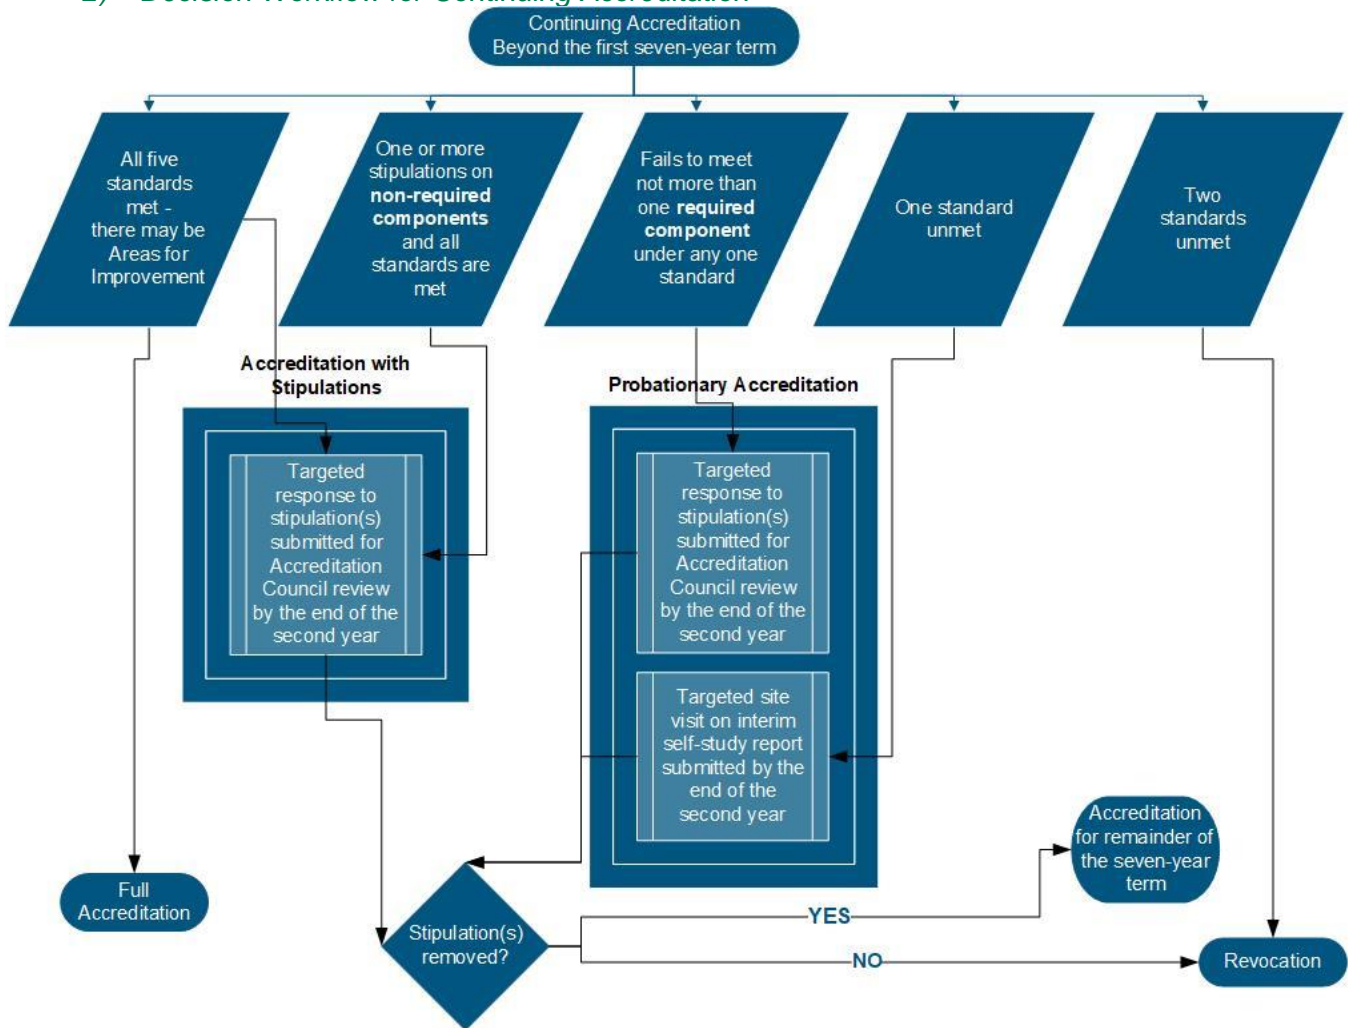 2) Decision Workflow for Continuing Accreditation
Continuing Accreditation
Beyond the first seven-year term
All five
standards
met -
there may be
Areas for
Improvement
One or more
stipulations on
non-required
components
and all
standards are
met
Fails to meet
not more than
one required
component
under any one
standard
One standard
unmet
Two
standards
unmet
Accreditation with
Stipulations
Probationary Accreditation
Targeted
response to
stipulation(s)
submitted for
Accreditation
Council review
by the end of the
second year
Targeted
response to
stipulation(s)
submitted for
Accreditation
Council review
by the end of the
second year
Targeted site
visit on interim
self-study report
submitted by the
end of the
second year
Accreditation
for remainder of
the seven-year
term
Full
Accreditation
Stipulation(s)
removed?
YES
NO
Revocation